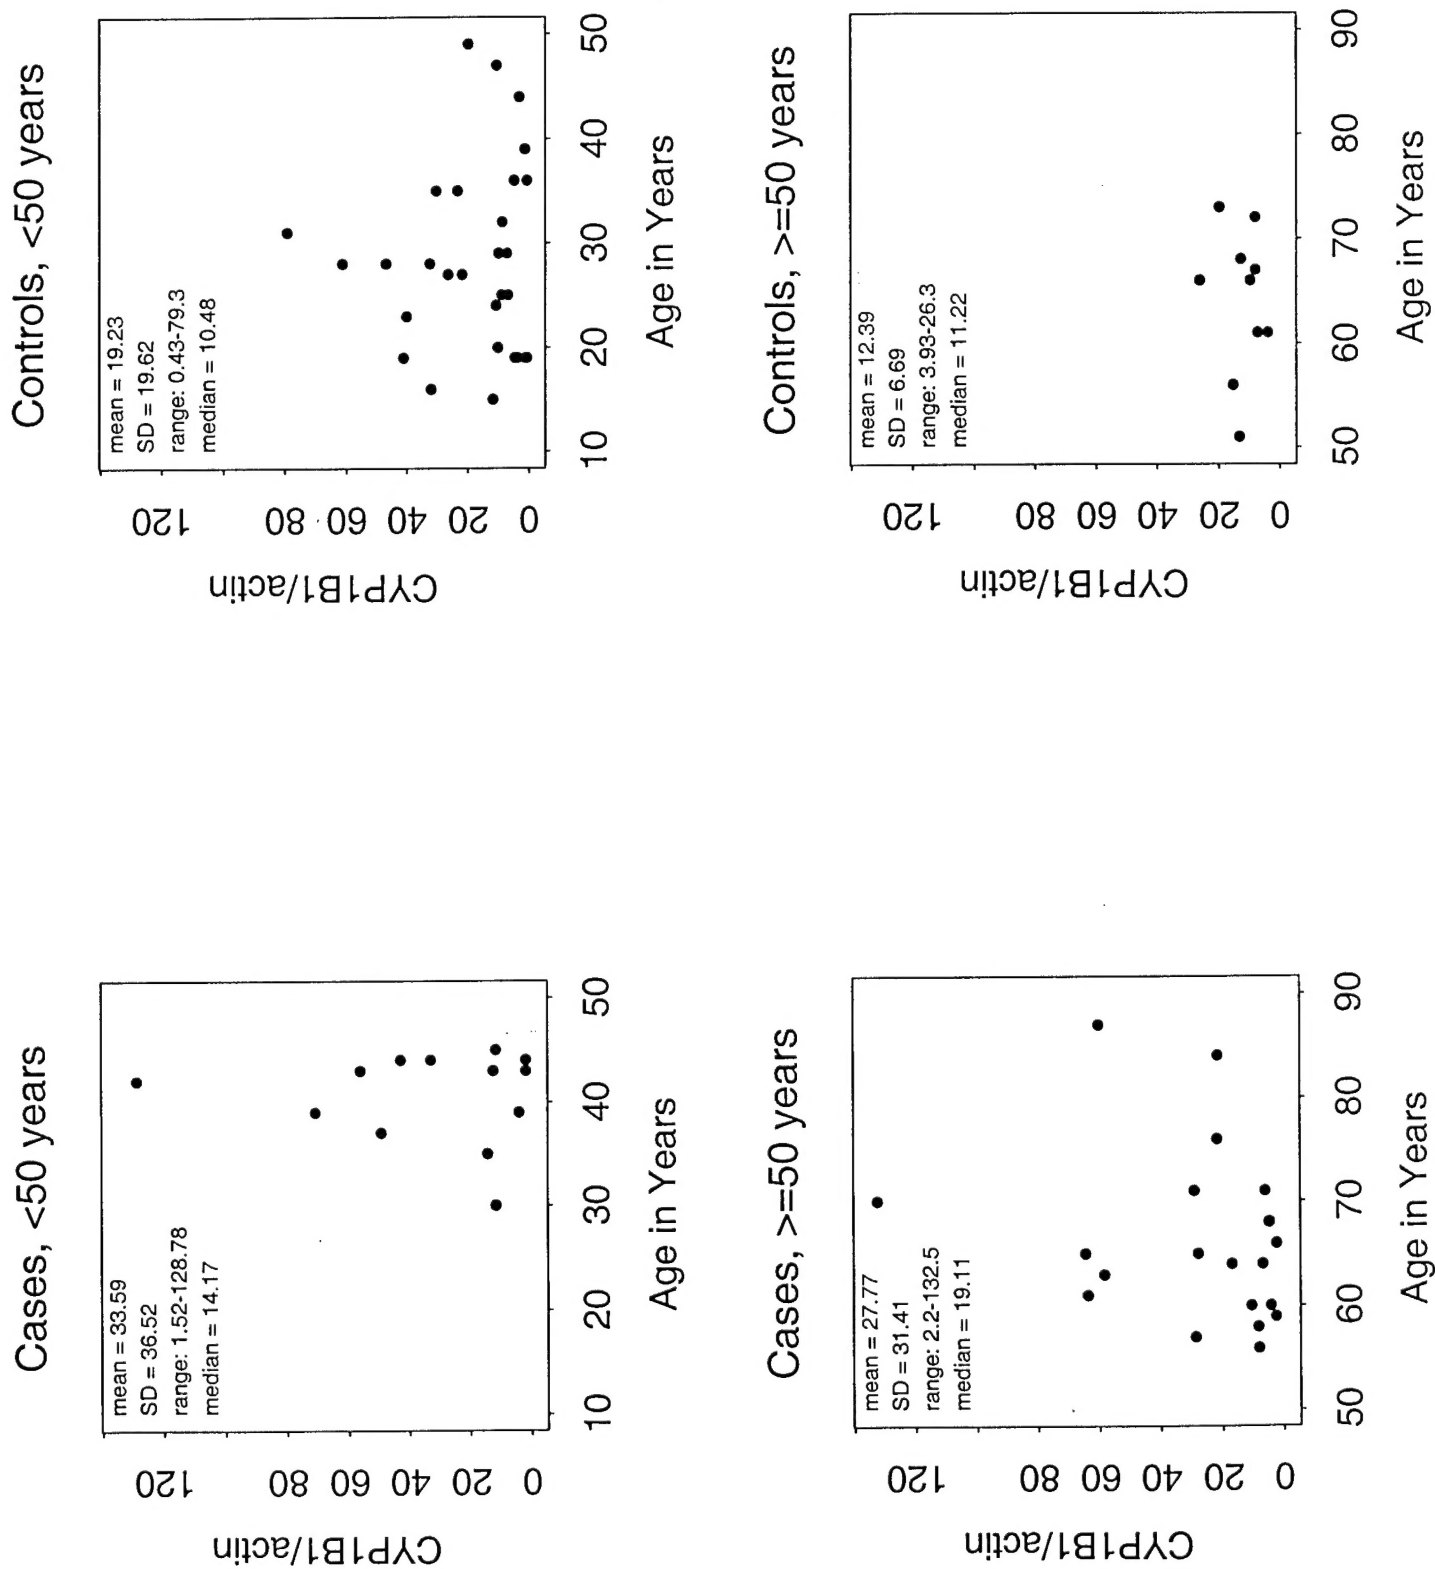 Cases, <50 years
mean = 33.59
SD = 36.52
range: 1.52-128.78
median = 14.17
CYP1B1/actin
120
80
60
40
20
0
10
20
30
40
50
Age in Years
Controls, <50 years
mean = 19.23
SD = 19.62
range: 0.43-79.3
median = 10.48
CYP1B1/actin
120
80
60
40
20
0
10
20
30
40
50
Age in Years
Cases, >=50 years
mean = 27.77
SD = 31.41
range: 2.2-132.5
median = 19.11
CYP1B1/actin
120
80
60
40
20
0
50
60
70
80
90
Age in Years
Controls, >=50 years
mean = 12.39
SD = 6.69
range: 3.93-26.3
median = 11.22
CYP1B1/actin
120
80
60
40
20
0
50
60
70
80
90
Age in Years